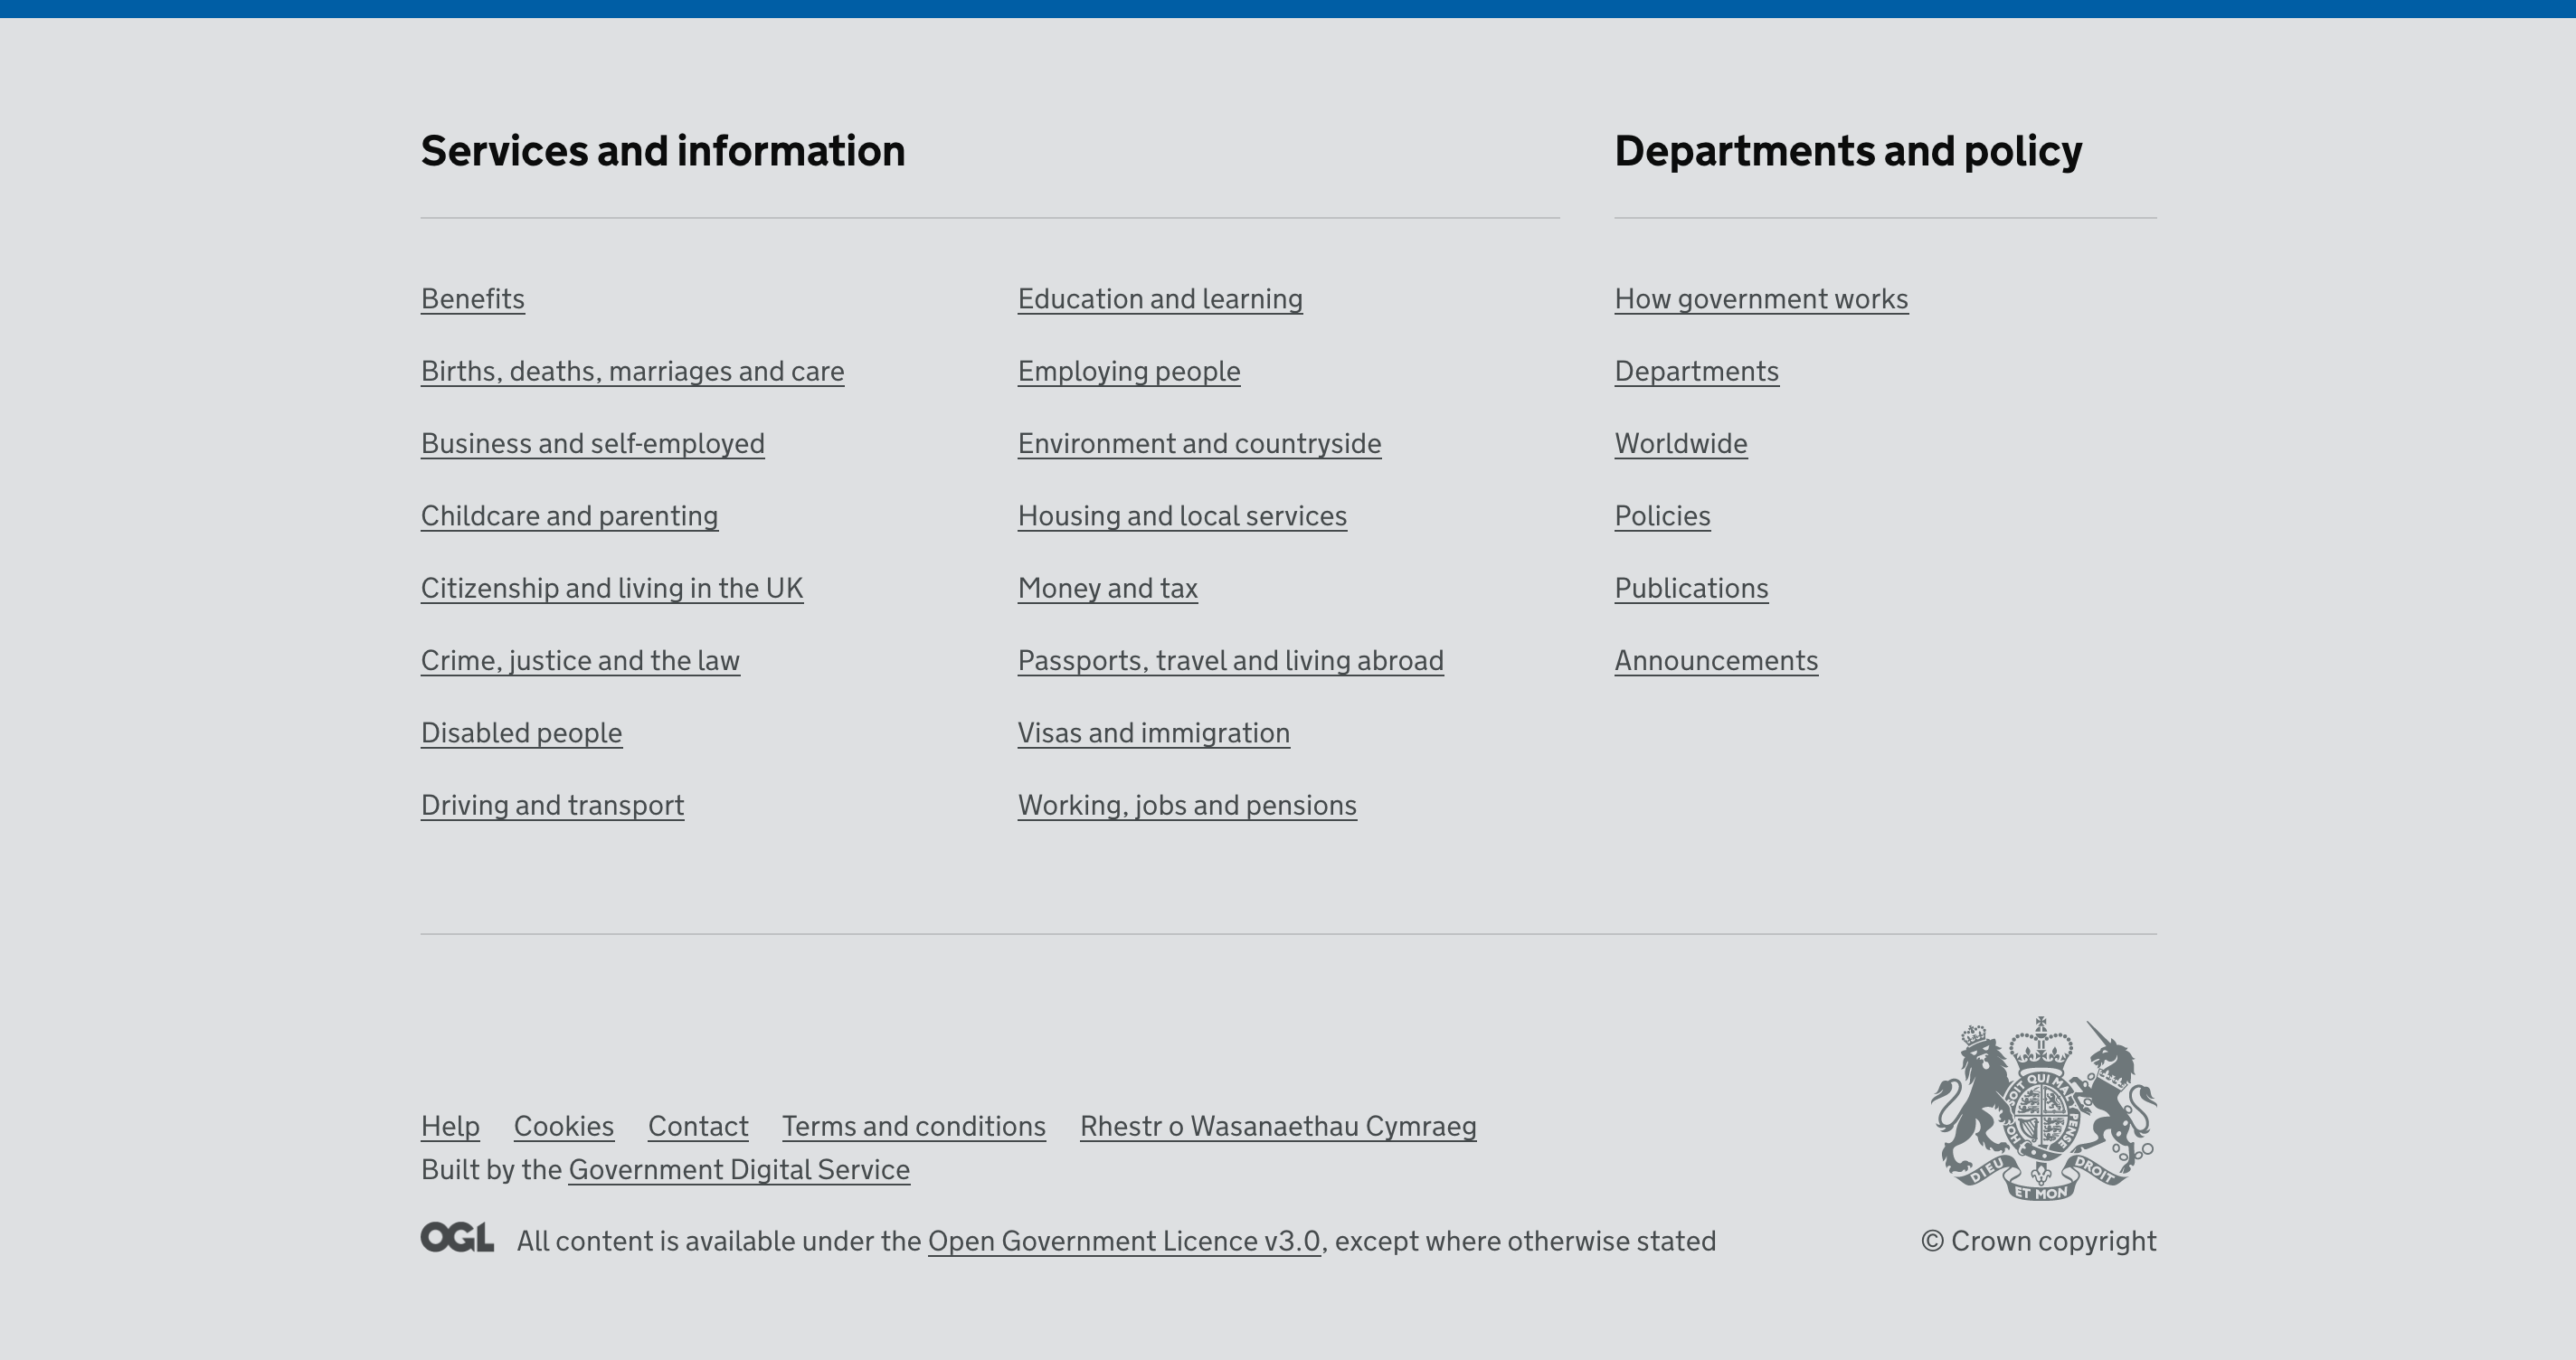 Services and information
Benefits
Births, deaths, marriages and care
Business and self-employed
Childcare and parenting
Citizenship and living in the UK
Crime, justice and the law
Disabled people
Driving and transport
Education and learning
Employing people
Environment and countryside
Housing and local services
Money and tax
Passports, travel and living abroad
Visas and immigration
Working, jobs and pensions
Departments and policy
How government works
Departments
Worldwide
Policies
Publications
Announcements
Help Cookies Contact Terms and conditions Rhestr o Wasanaethau Cymraeg
Built by the Government Digital Service
OGL All content is available under the Open Government Licence v3.0, except where otherwise stated
SOIT QUI MAL
PENSE
HON
DIEU ET MON DROIT
© Crown copyright